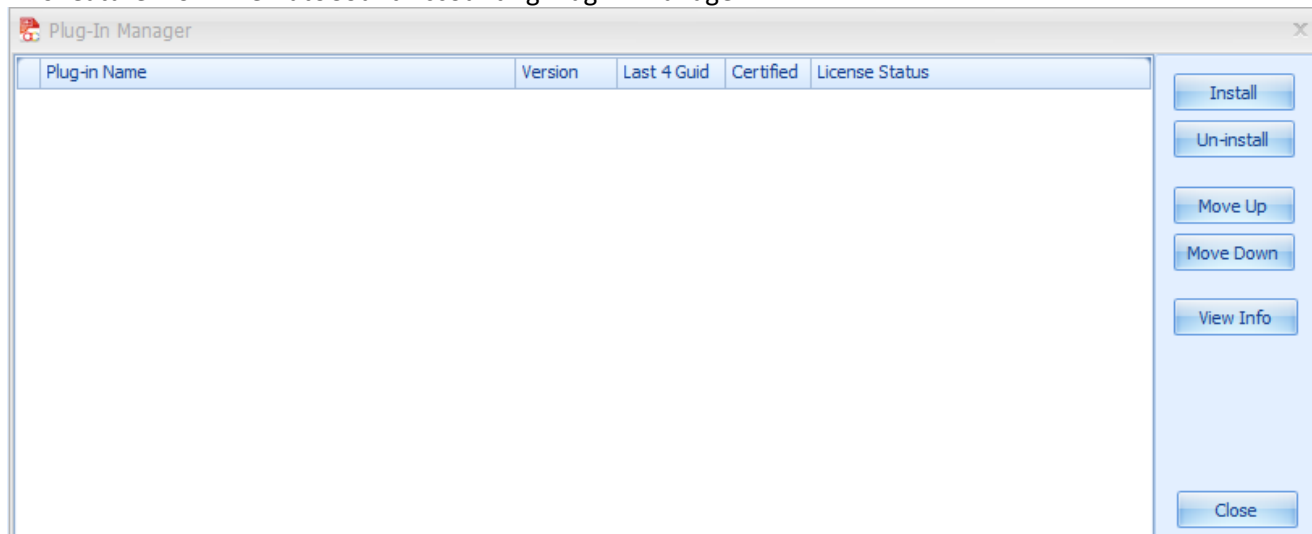 Plug-In Manager
Plug-in Name Version Last 4 Guid Certified License Status
Install
Un-install
Move Up
Move Down
View Info
Close